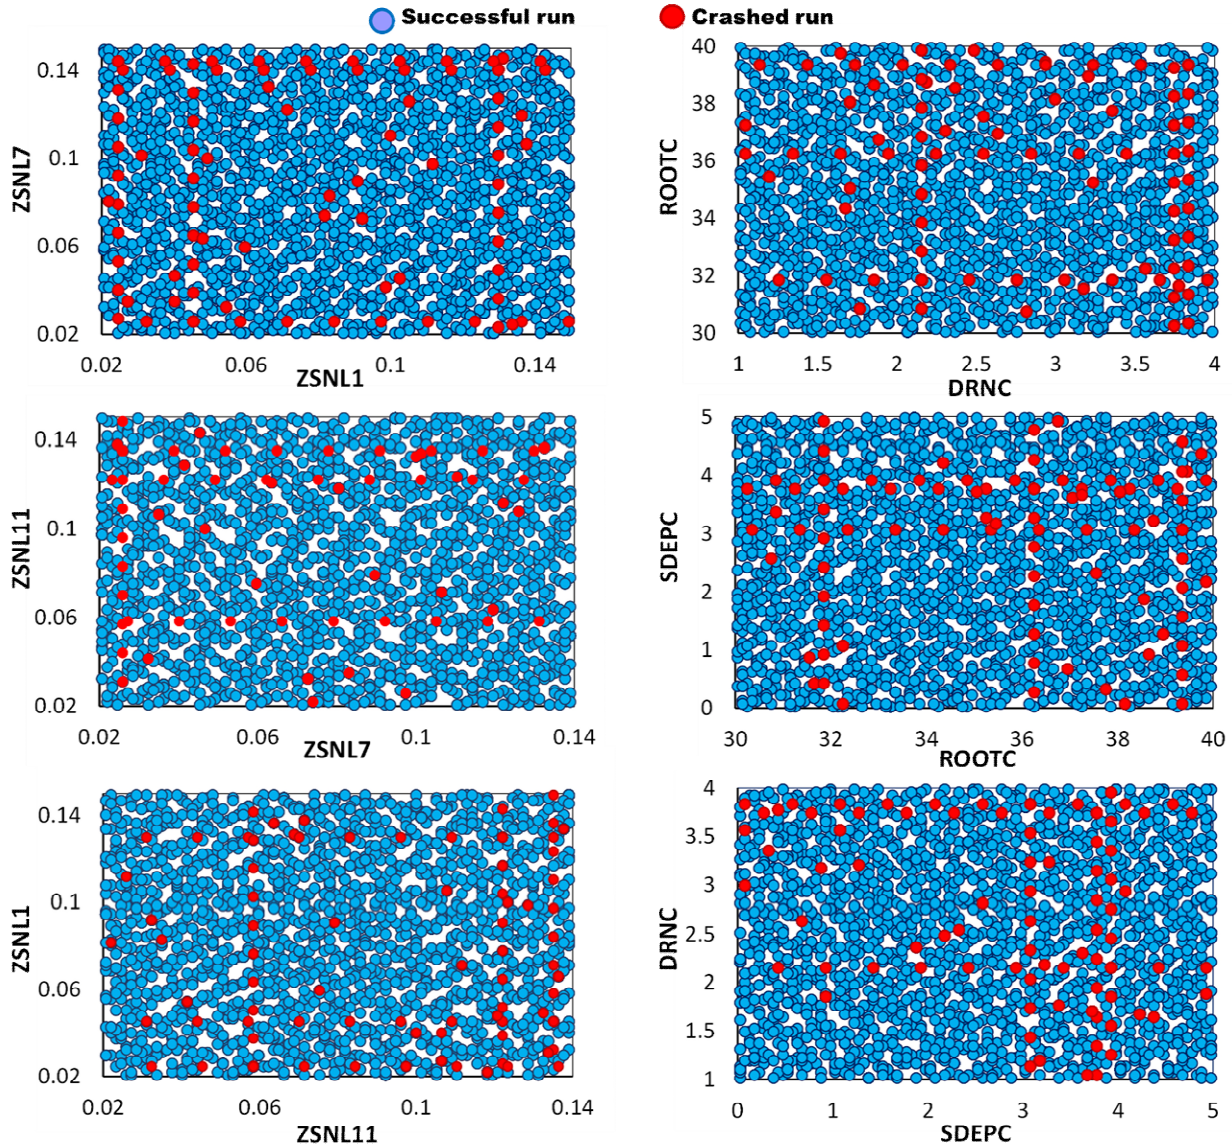 Successful run
Crashed run
ZSNL7
0.14
0.1
0.06
0.02
0.02 0.06 0.1 0.14
ZSNL1
ROOTC
40
38
36
34
32
30
1 1.5 2 2.5 3 3.5 4
DRNC
ZSNL11
0.14
0.1
0.06
0.02
0.02 0.06 0.1 0.14
ZSNL7
SDEPC
5
4
3
2
1
0
30 32 34 36 38 40
ROOTC
ZSNL1
0.14
0.1
0.06
0.02
0.02 0.06 0.1 0.14
ZSNL11
DRNC
4
3.5
3
2.5
2
1.5
1
0 1 2 3 4 5
SDEPC